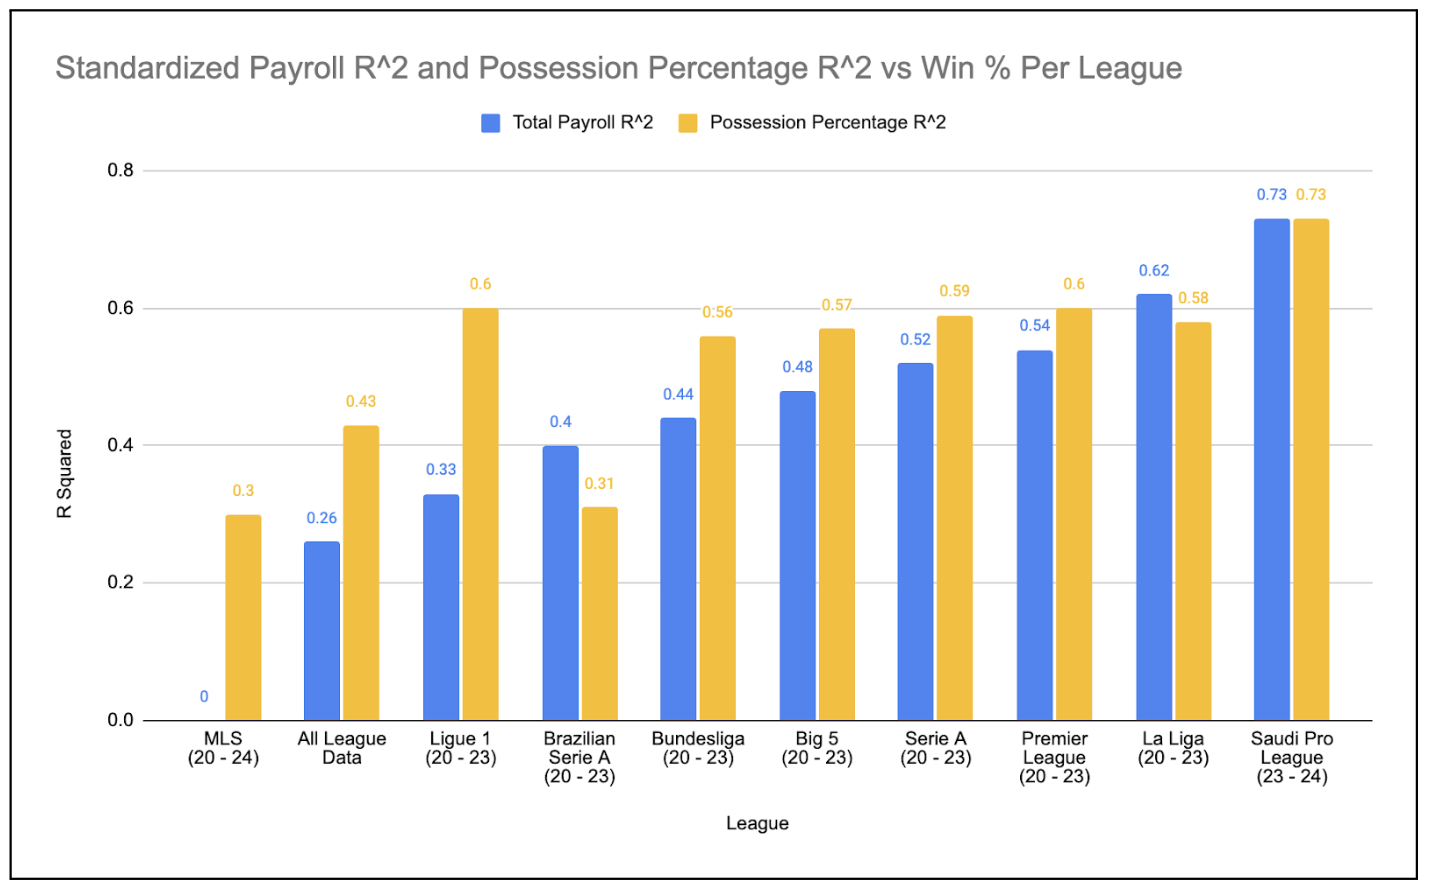 Standardized Payroll R^2 and Possession Percentage R^2 vs Win % Per League
Total Payroll R^2
Possession Percentage R^2
R Squared
0.8
0.6
0.4
0.2
0.0
0
0.3
0.26
0.43
0.33
0.6
0.4
0.31
0.44
0.56
0.48
0.57
0.52
0.59
0.54
0.6
0.62
0.58
0.73
0.73
MLS
(20 - 24)
All League
Data
Ligue 1
(20 - 23)
Brazilian
Serie A
(20 - 23)
Bundesliga
(20 - 23)
Big 5
(20 - 23)
Serie A
(20 - 23)
Premier
League
(20 - 23)
La Liga
(20 - 23)
Saudi Pro
League
(23 - 24)
League